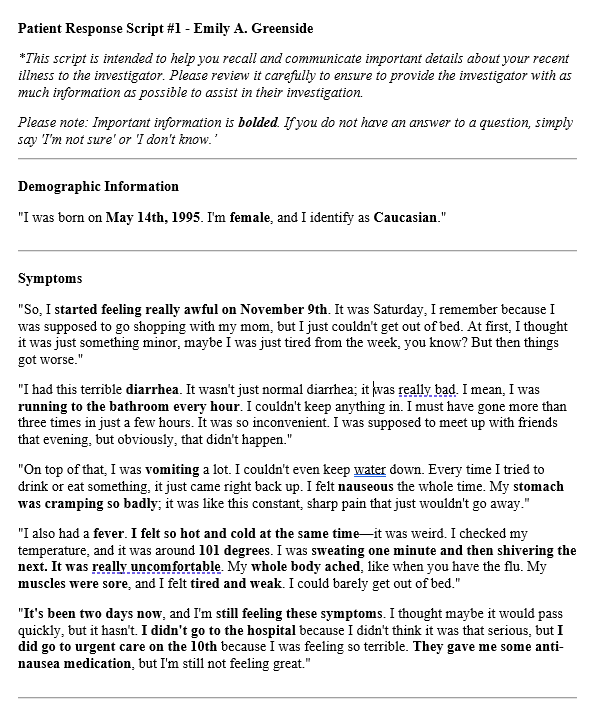 Patient Response Script #1 - Emily A. Greenside
*This script is intended to help you recall and communicate important details about your recent
illness to the investigator. Please review it carefully to ensure to provide the investigator with as
much information as possible to assist in their investigation.
Please note: Important information is bolded. If you do not have an answer to a question, simply
say 'I'm not sure' or 'I don't know.'
Demographic Information
"I was born on May 14th, 1995. I'm female, and I identify as Caucasian."
Symptoms
"So, I started feeling really awful on November 9th. It was Saturday, I remember because I
was supposed to go shopping with my mom, but I just couldn't get out of bed. At first, I thought
it was just something minor, maybe I was just tired from the week, you know? But then things
got worse."
"I had this terrible diarrhea. It wasn't just normal diarrhea; it was really bad. I mean, I was
running to the bathroom every hour. I couldn't keep anything in. I must have gone more than
three times in just a few hours. It was so inconvenient. I was supposed to meet up with friends
that evening, but obviously, that didn't happen."
"On top of that, I was vomiting a lot. I couldn't even keep water down. Every time I tried to
drink or eat something, it just came right back up. I felt nauseous the whole time. My stomach
was cramping so badly; it was like this constant, sharp pain that just wouldn't go away."
"I also had a fever. I felt so hot and cold at the same time—it was weird. I checked my
temperature, and it was around 101 degrees. I was sweating one minute and then shivering the
next. It was really uncomfortable. My whole body ached, like when you have the flu. My
muscles were sore, and I felt tired and weak. I could barely get out of bed."
"It's been two days now, and I'm still feeling these symptoms. I thought maybe it would pass
quickly, but it hasn't. I didn't go to the hospital because I didn't think it was that serious, but I
did go to urgent care on the 10th because I was feeling so terrible. They gave me some anti-
nausea medication, but I'm still not feeling great."